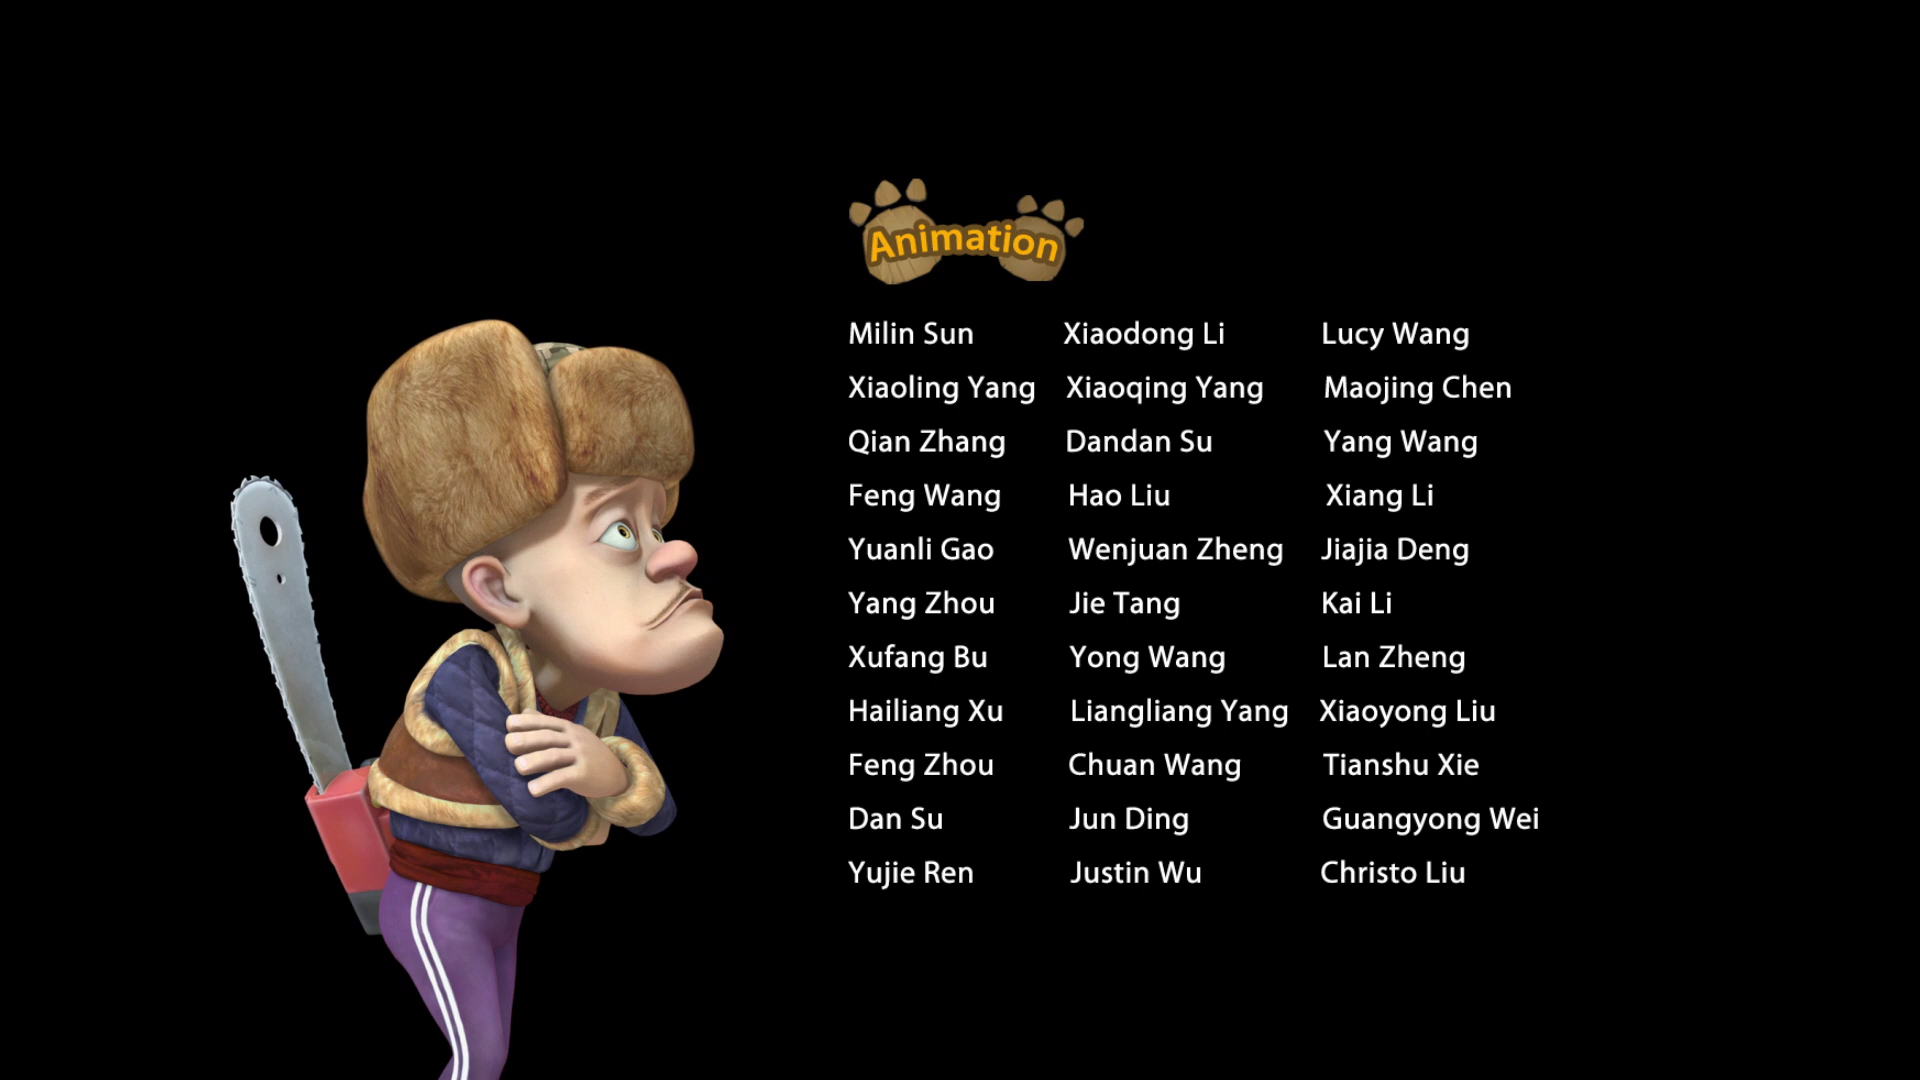 Animation
Milin Sun Xiaodong Li Lucy Wang
Xiaoling Yang Xiaoqing Yang Maojing Chen
Qian Zhang Dandan Su Yang Wang
Feng Wang Hao Liu Xiang Li
Yuanli Gao Wenjuan Zheng Jiajia Deng
Yang Zhou Jie Tang Kai Li
Xufang Bu Yong Wang Lan Zheng
Hailiang Xu Liangliang Yang Xiaoyong Liu
Feng Zhou Chuan Wang Tianshu Xie
Dan Su Jun Ding Guangyong Wei
Yujie Ren Justin Wu Christo Liu